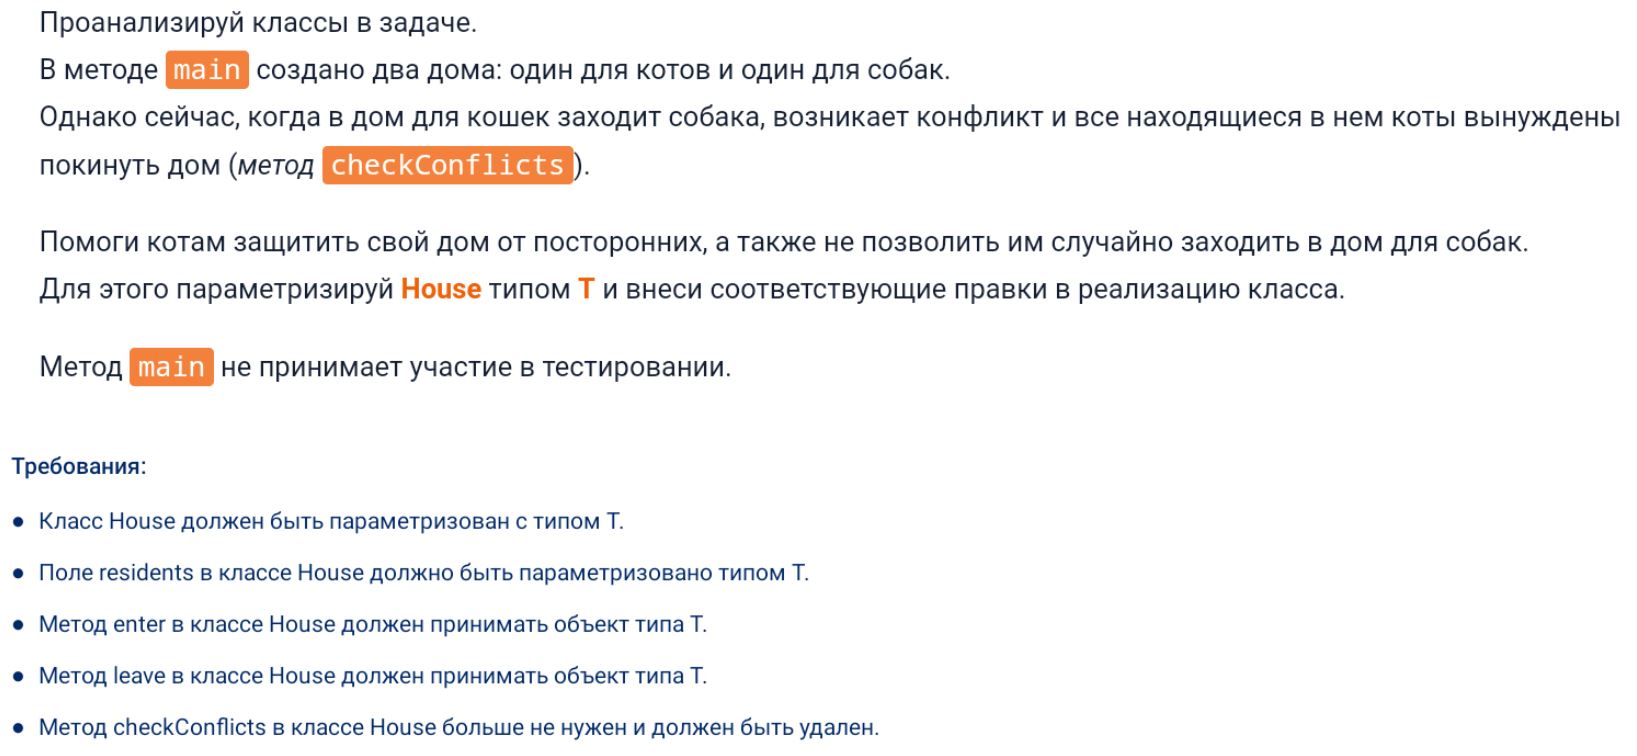 Проанализируй классы в задаче.
В методе main создано два дома: один для котов и один для собак.
Однако сейчас, когда в дом для кошек заходит собака, возникает конфликт и все находящиеся в нем коты вынуждены
покинуть дом (метод checkConflicts).
Помоги котам защитить свой дом от посторонних, а также не позволить им случайно заходить в дом для собак.
Для этого параметризируй House типом T и внеси соответствующие правки в реализацию класса.
Метод main не принимает участие в тестировании.
Требования:
● Класс House должен быть параметризован с типом T.
● Поле residents в классе House должно быть параметризовано типом T.
● Метод enter в классе House должен принимать объект типа T.
● Метод leave в классе House должен принимать объект типа T.
● Метод checkConflicts в классе House больше не нужен и должен быть удален.